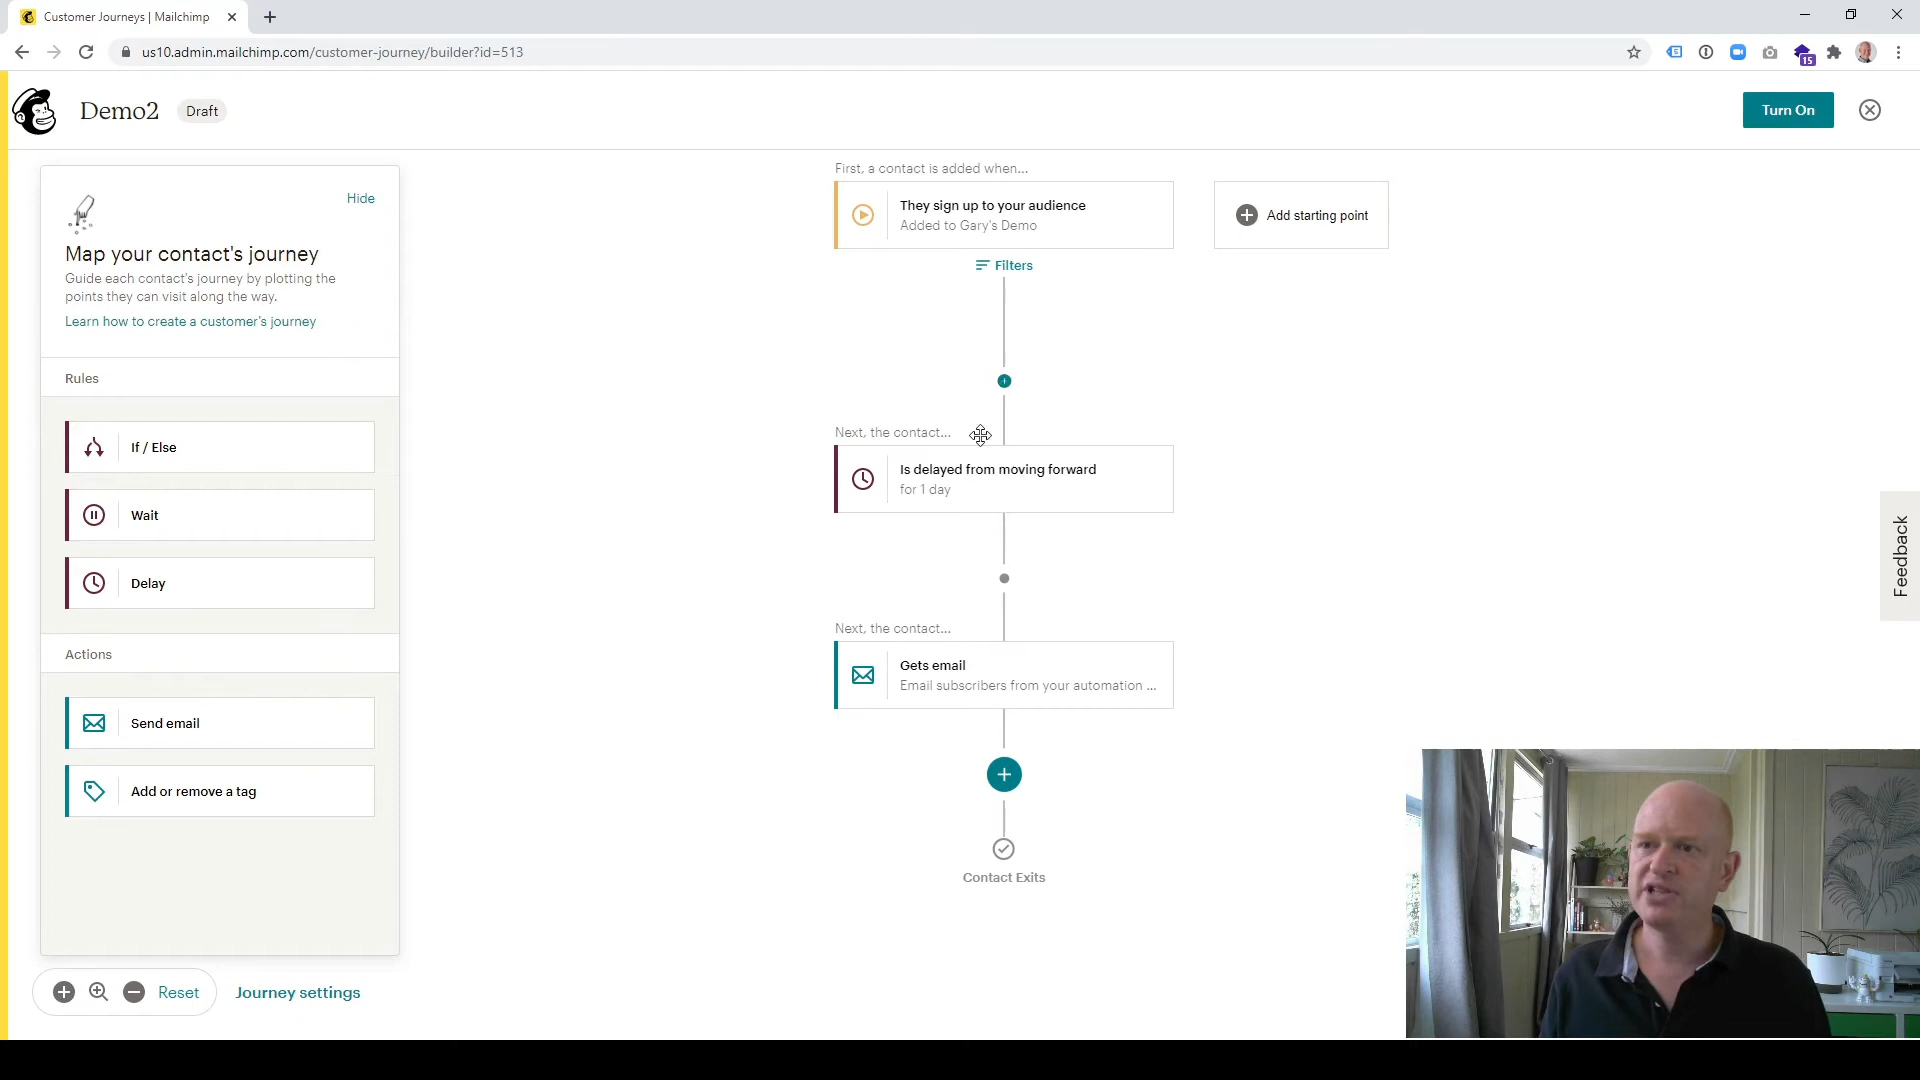 Customer Journeys | Mailchimp
us10.admin.mailchimp.com/customer-journey/builder?id=513
15
Demo2
Draft
Turn On
Hide
Map your contact's journey
Guide each contact's journey by plotting the
points they can visit along the way.
Learn how to create a customer's journey
Rules
If / Else
Wait
Delay
Actions
Send email
Add or remove a tag
Reset
Journey settings
First, a contact is added when...
They sign up to your audience
Added to Gary's Demo
Add starting point
Filters
Next, the contact...
Is delayed from moving forward
for 1 day
Next, the contact...
Gets email
Email subscribers from your automation ...
Contact Exits
Feedback